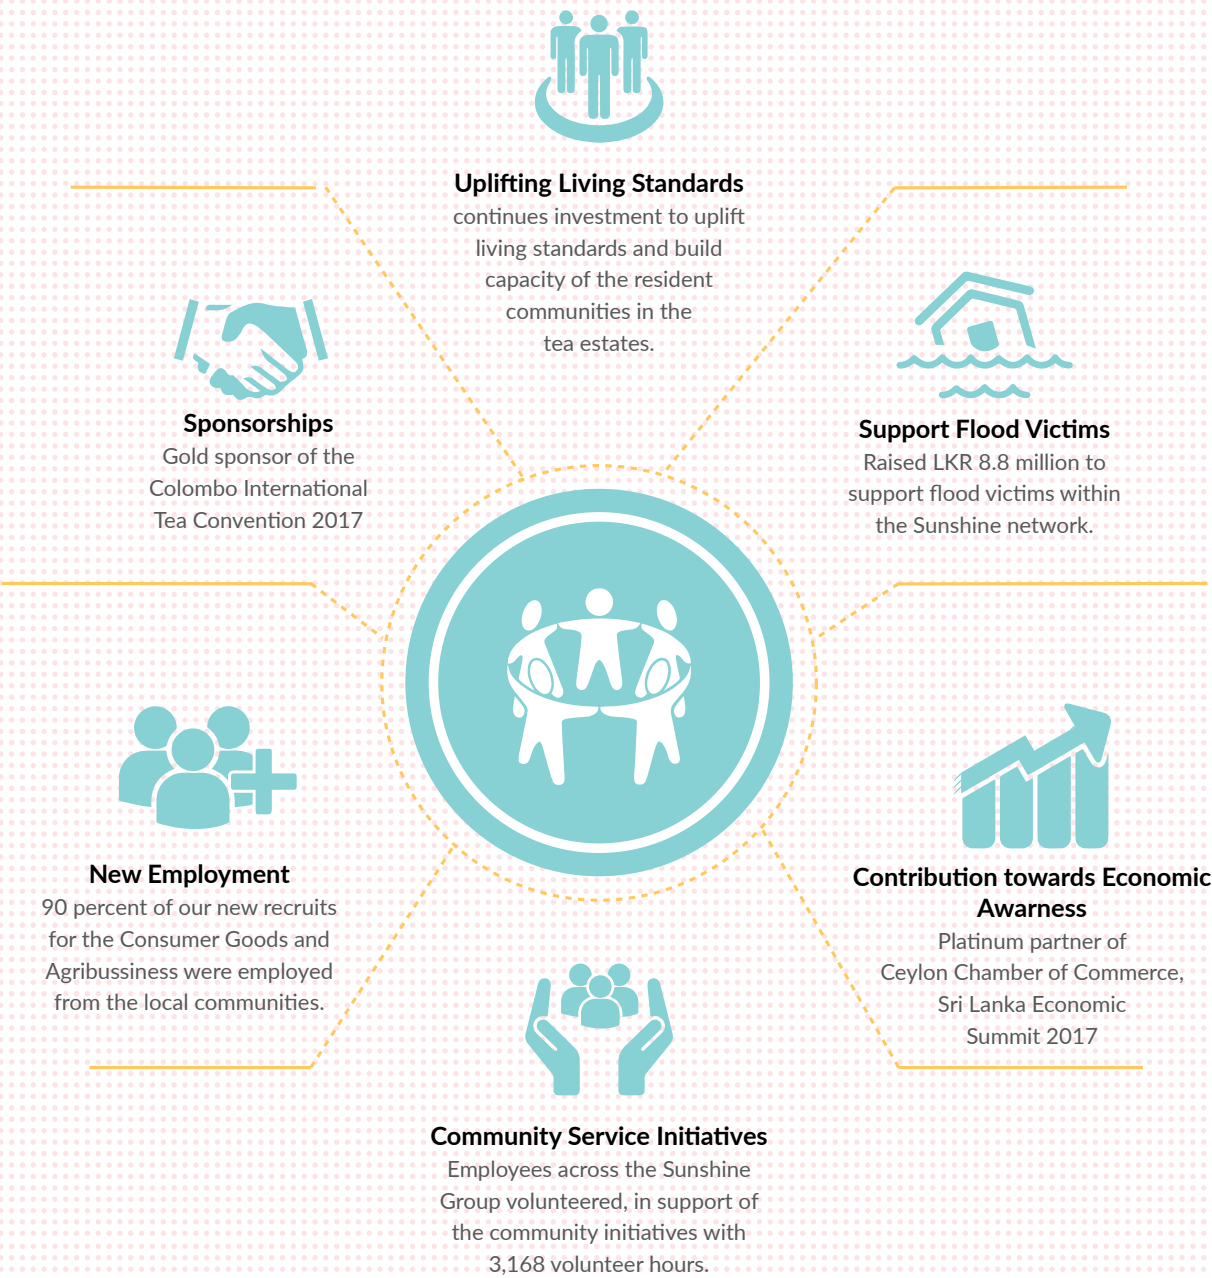 Uplifting Living Standards
continues investment to uplift
living standards and build
capacity of the resident
communities in the
tea estates.
Sponsorships
Gold sponsor of the
Colombo International
Tea Convention 2017
Support Flood Victims
Raised LKR 8.8 million to
support flood victims within
the Sunshine network.
New Employment
90 percent of our new recruits
for the Consumer Goods and
Agribussiness were employed
from the local communities.
Contribution towards Economic
Awarness
Platinum partner of
Ceylon Chamber of Commerce,
Sri Lanka Economic
Summit 2017
Community Service Initiatives
Employees across the Sunshine
Group volunteered, in support of
the community initiatives with
3,168 volunteer hours.